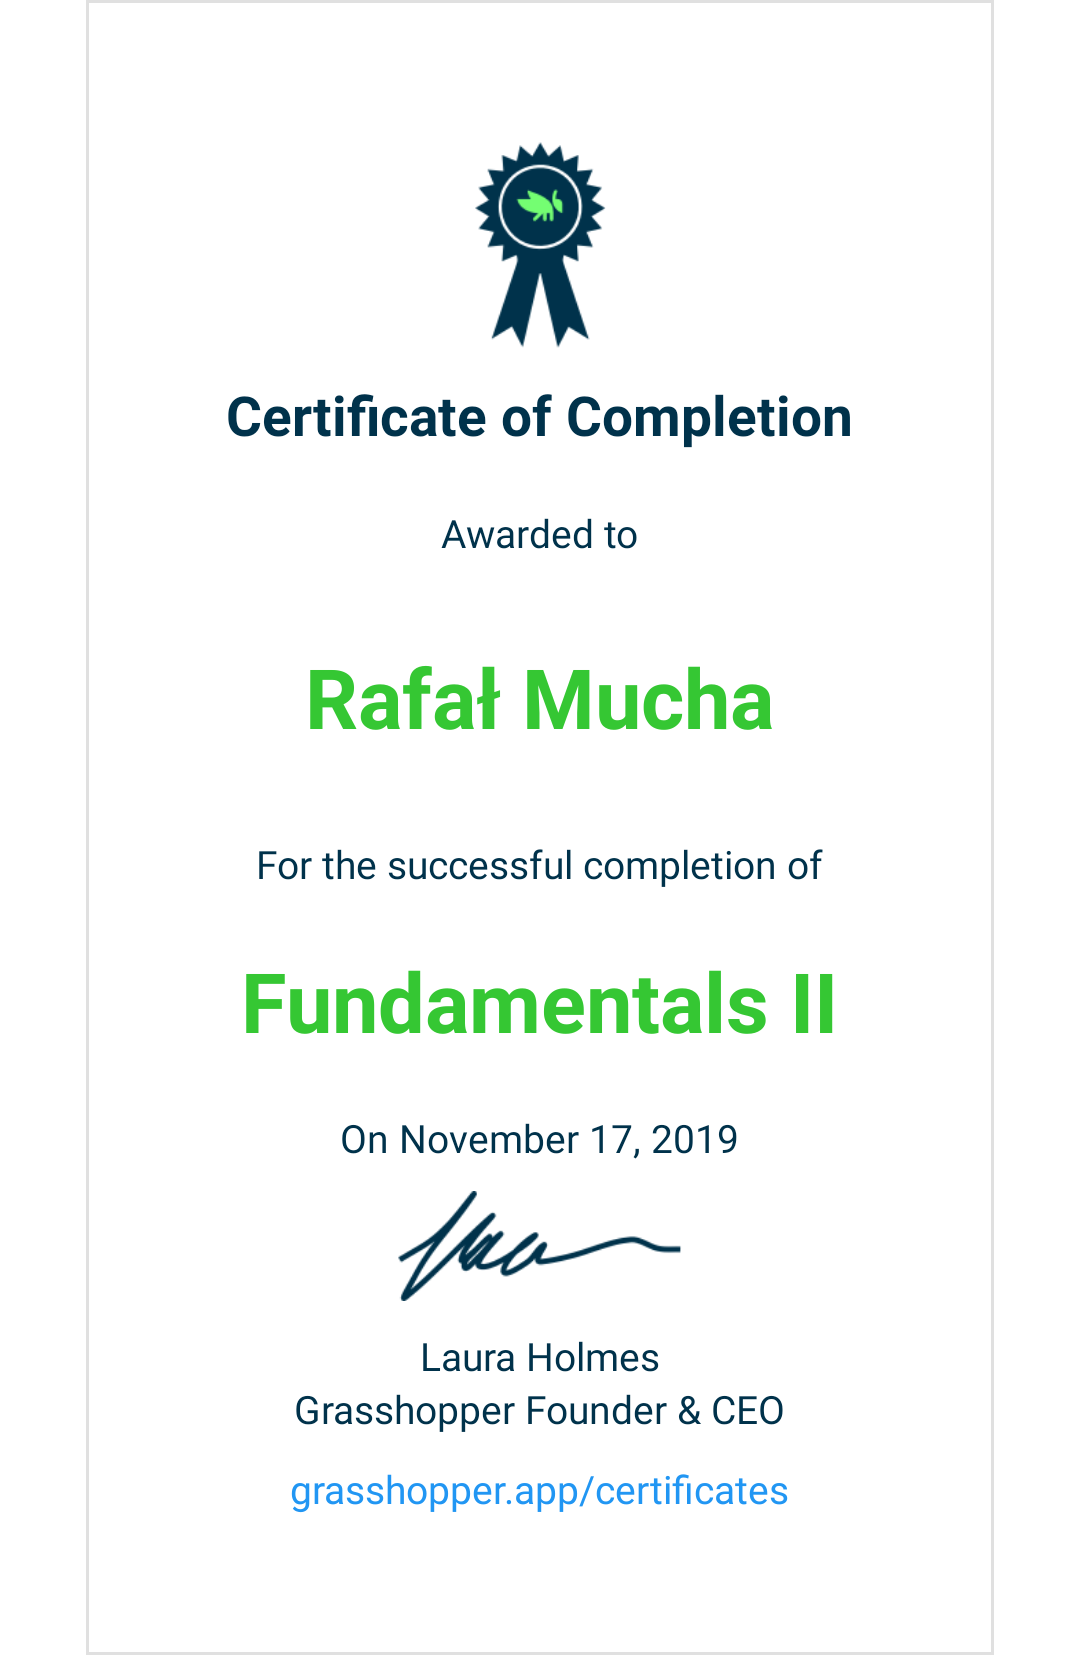 Certificate of Completion
Awarded to
Rafał Mucha
For the successful completion of
Fundamentals II
On November 17, 2019
Laura Holmes
Grasshopper Founder & CEO
grasshopper.app/certificates